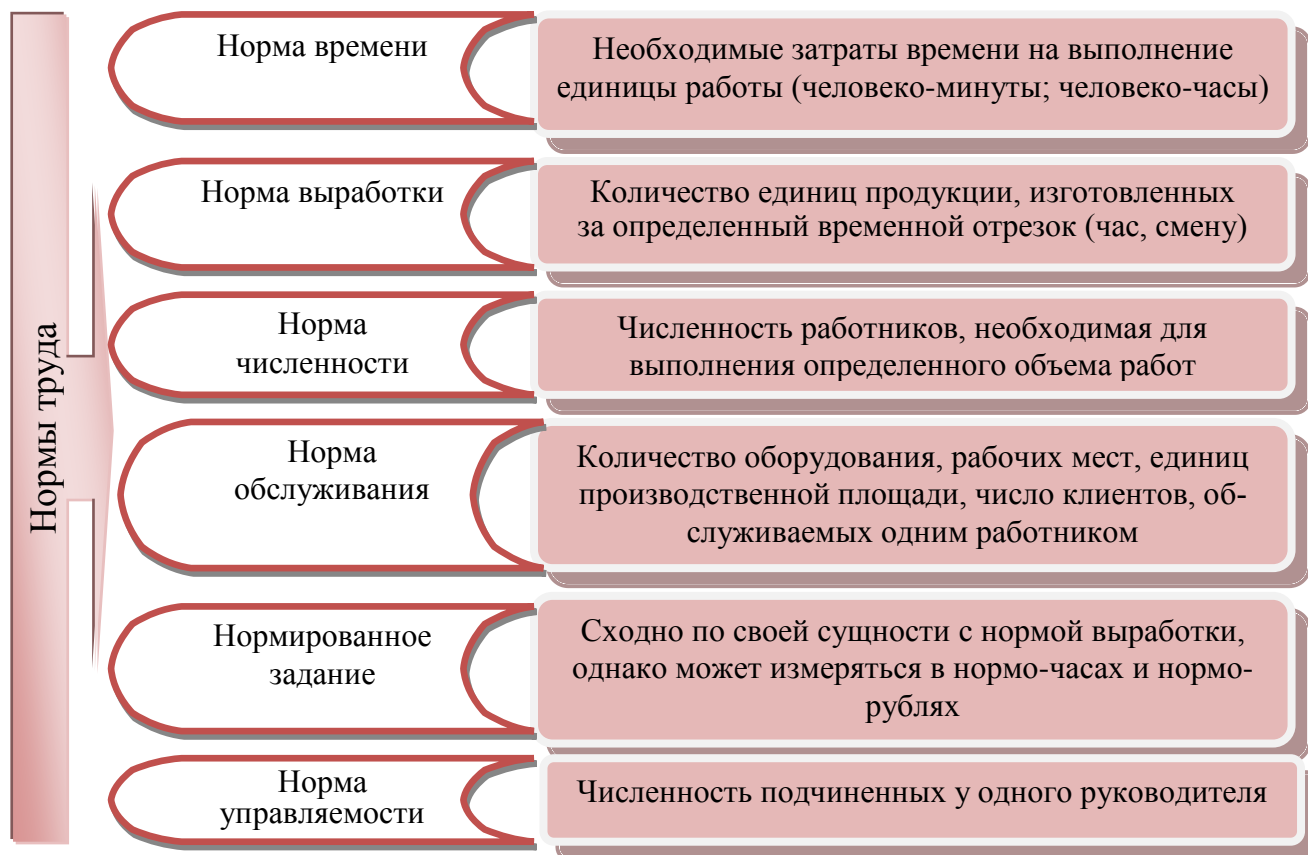 Нормы труда
Норма времени
Необходимые затраты времени на выполнение
единицы работы (человеко-минуты; человеко-часы)
Норма выработки
Количество единиц продукции, изготовленных
за определенный временной отрезок (час, смену)
Норма
численности
Численность работников, необходимая для
выполнения определенного объема работ
Норма
обслуживания
Количество оборудования, рабочих мест, единиц
производственной площади, число клиентов, об-
служиваемых одним работником
Нормированное
задание
Сходно по своей сущности с нормой выработки,
однако может измеряться в нормо-часах и нормо-
рублях
Норма
управляемости
Численность подчиненных у одного руководителя